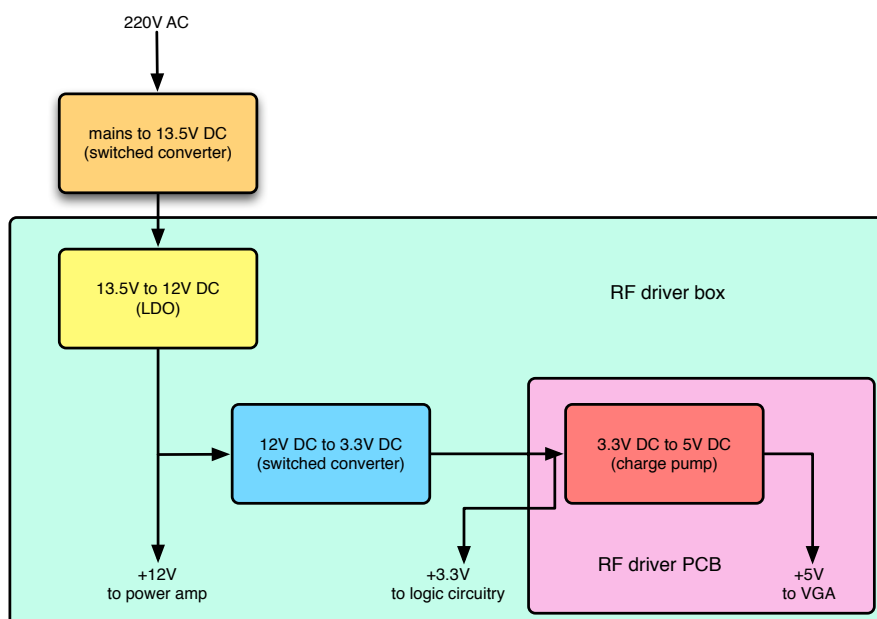 220V AC
mains to 13.5V DC
(switched converter)
13.5V to 12V DC
(LDO)
RF driver box
12V DC to 3.3V DC
(switched converter)
3.3V DC to 5V DC
(charge pump)
RF driver PCB
+12V
to power amp
+3.3V
to logic circuitry
+5V
to VGA